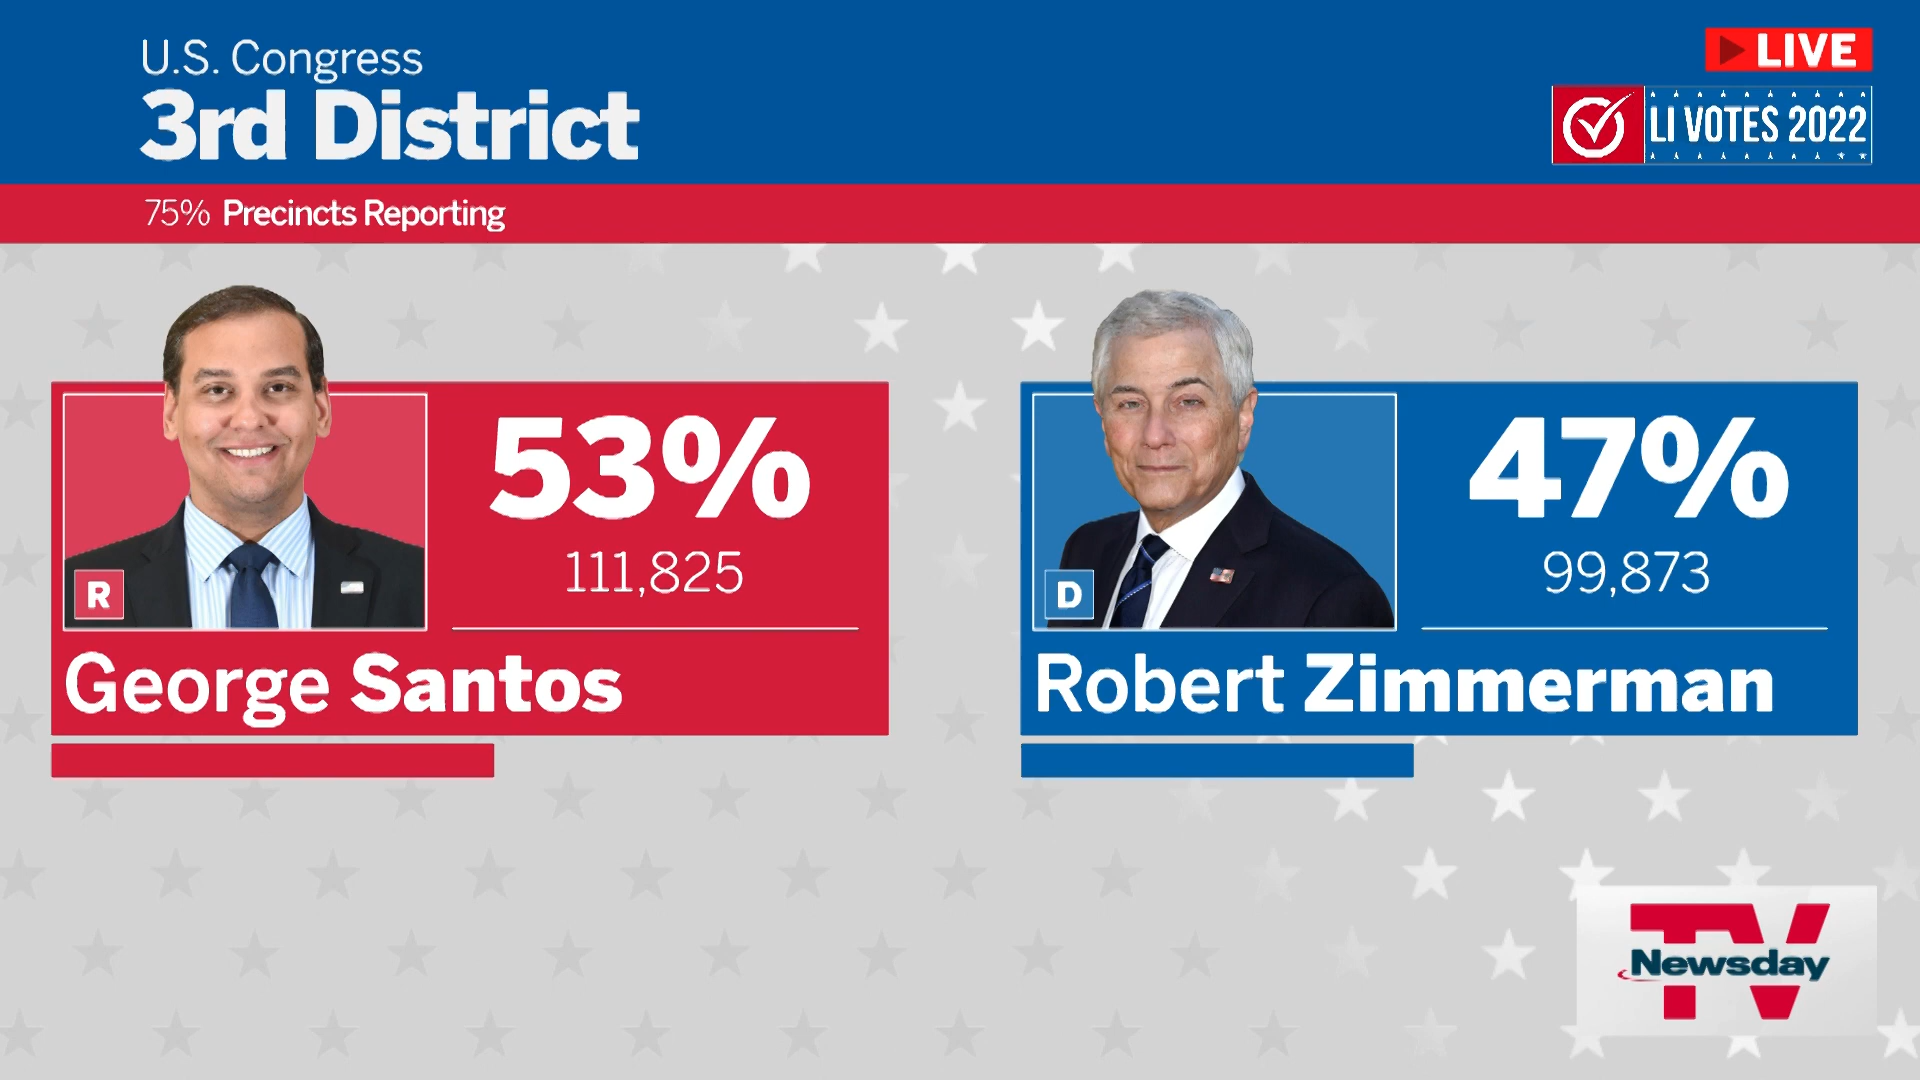 U.S. Congress
3rd District
LIVE
LI VOTES 2022
75% Precincts Reporting
53%
111,825
R
George Santos
47%
99,873
D
Robert Zimmerman
TV
Newsday